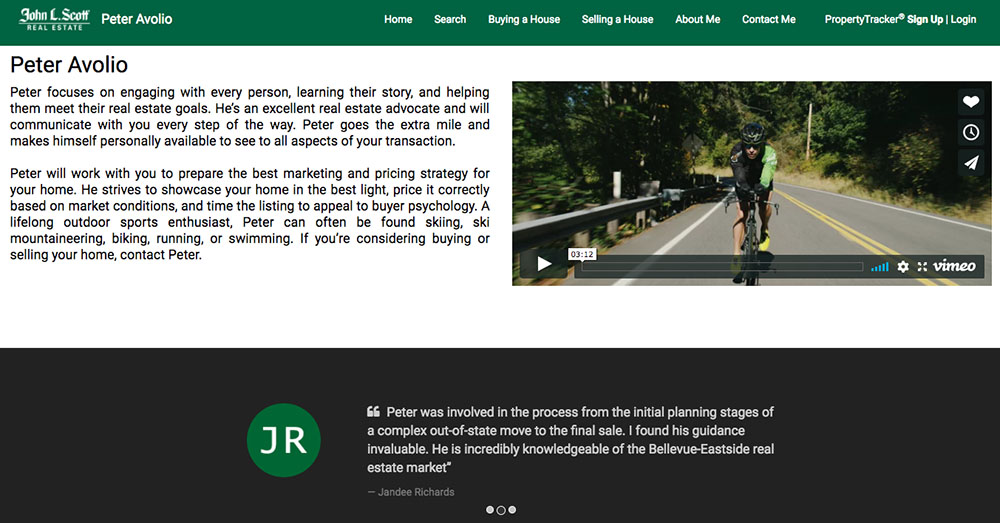 John L. Scott
REAL ESTATE
Peter Avolio
Home Search Buying a House Selling a House About Me Contact Me PropertyTracker® Sign Up | Login
Peter Avolio
Peter focuses on engaging with every person, learning their story, and helping
them meet their real estate goals. He’s an excellent real estate advocate and will
communicate with you every step of the way. Peter goes the extra mile and
makes himself personally available to see to all aspects of your transaction.
Peter will work with you to prepare the best marketing and pricing strategy for
your home. He strives to showcase your home in the best light, price it correctly
based on market conditions, and time the listing to appeal to buyer psychology. A
lifelong outdoor sports enthusiast, Peter can often be found skiing, ski
mountaineering, biking, running, or swimming. If you’re considering buying or
selling your home, contact Peter.
03:12
vimeo
JR
“ Peter was involved in the process from the initial planning stages of
a complex out-of-state move to the final sale. I found his guidance
invaluable. He is incredibly knowledgeable of the Bellevue-Eastside real
estate market”
— Jandee Richards